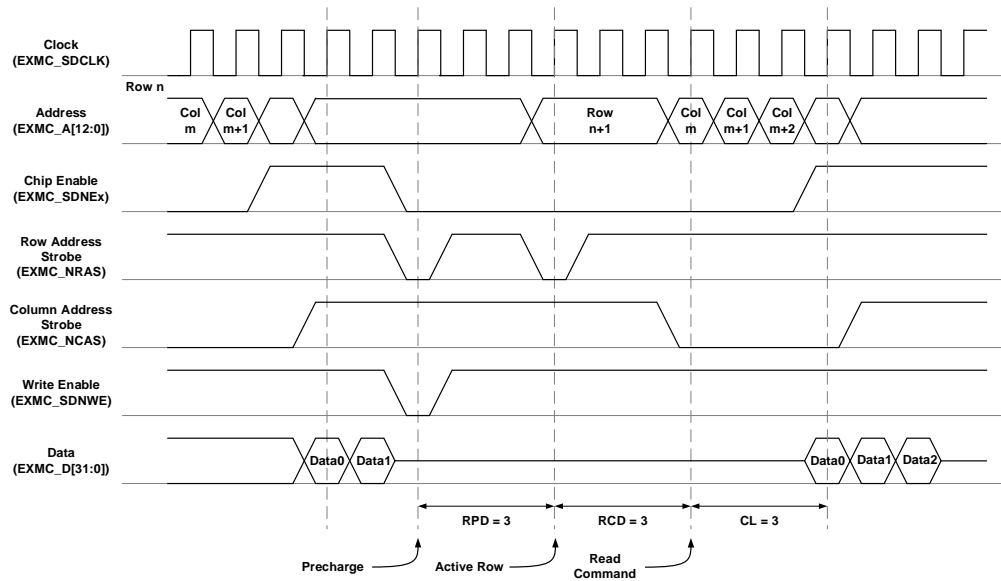 Clock
(EXMC_SDCLK)
Row n
Address
(EXMC_A[12:0])
Col
m
Col
m+1
Row
n+1
Col
m
Col
m+1
Col
m+2
Chip Enable
(EXMC_SDNEx)
Row Address
Strobe
(EXMC_NRAS)
Column Address
Strobe
(EXMC_NCAS)
Write Enable
(EXMC_SDNWE)
Data
(EXMC_D[31:0])
Data0 Data1 Data0 Data1 Data2
RPD = 3 RCD = 3 CL = 3
Precharge Active Row Read
Command